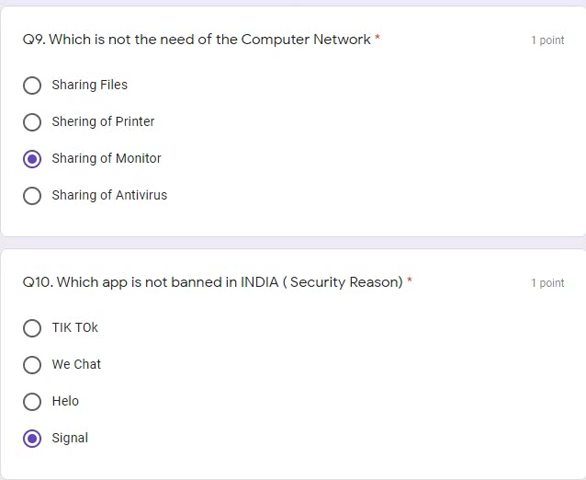 Q9. Which is not the need of the Computer Network * 1 point
Sharing Files
Shering of Printer
Sharing of Monitor
Sharing of Antivirus
Q10. Which app is not banned in INDIA ( Security Reason) * 1 point
TIK TOk
We Chat
Helo
Signal